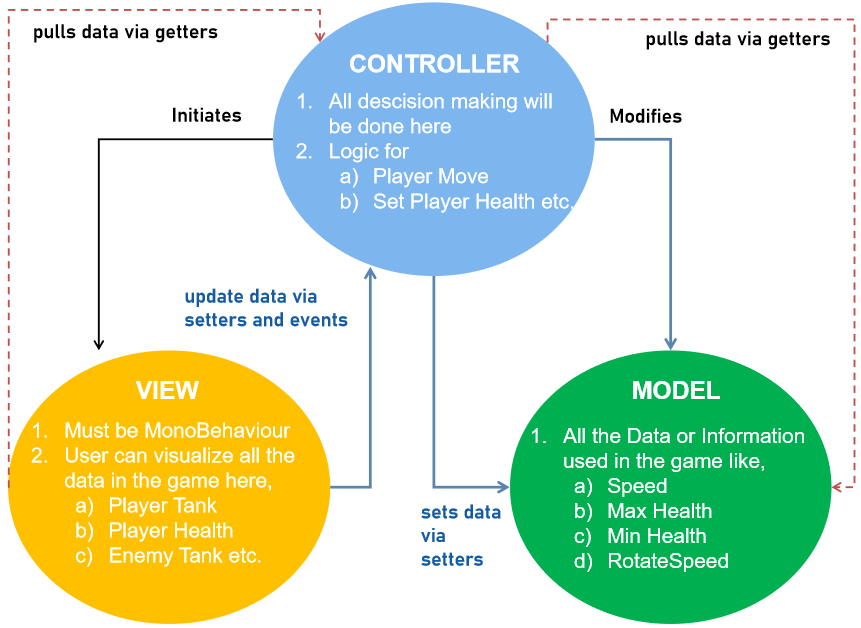 pulls data via getters
pulls data via getters
CONTROLLER
1. All descision making will
be done here
2. Logic for
a) Player Move
b) Set Player Health etc.
Initiates
Modifies
update data via
setters and events
VIEW
1. Must be MonoBehaviour
2. User can visualize all the
data in the game here,
a) Player Tank
b) Player Health
c) Enemy Tank etc.
sets data
via
setters
MODEL
1. All the Data or Information
used in the game like,
a) Speed
b) Max Health
c) Min Health
d) RotateSpeed